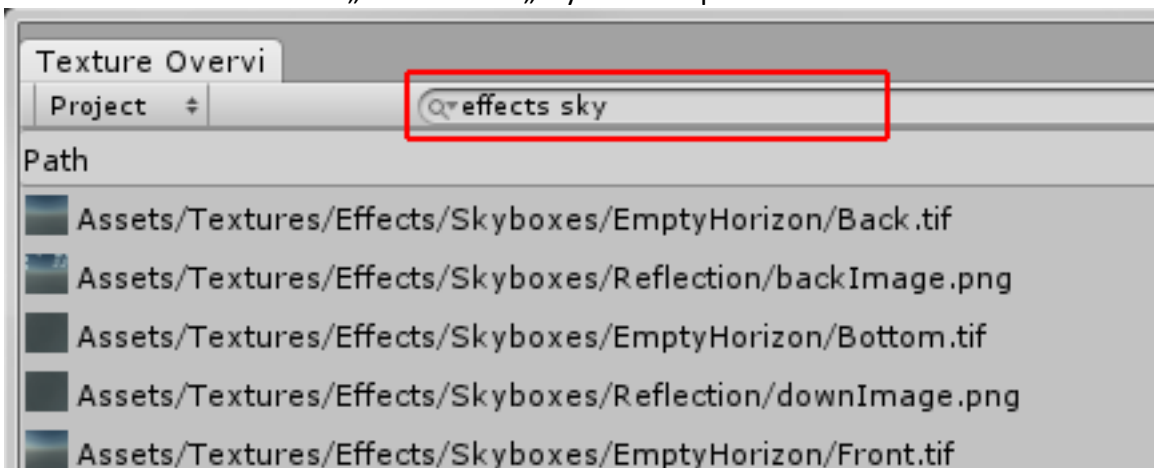 Texture Overvi
Project effects sky
Path
Assets/Textures/Effects/Skyboxes/EmptyHorizon/Back.tif
Assets/Textures/Effects/Skyboxes/Reflection/backImage.png
Assets/Textures/Effects/Skyboxes/EmptyHorizon/Bottom.tif
Assets/Textures/Effects/Skyboxes/Reflection/downImage.png
Assets/Textures/Effects/Skyboxes/EmptyHorizon/Front.tif